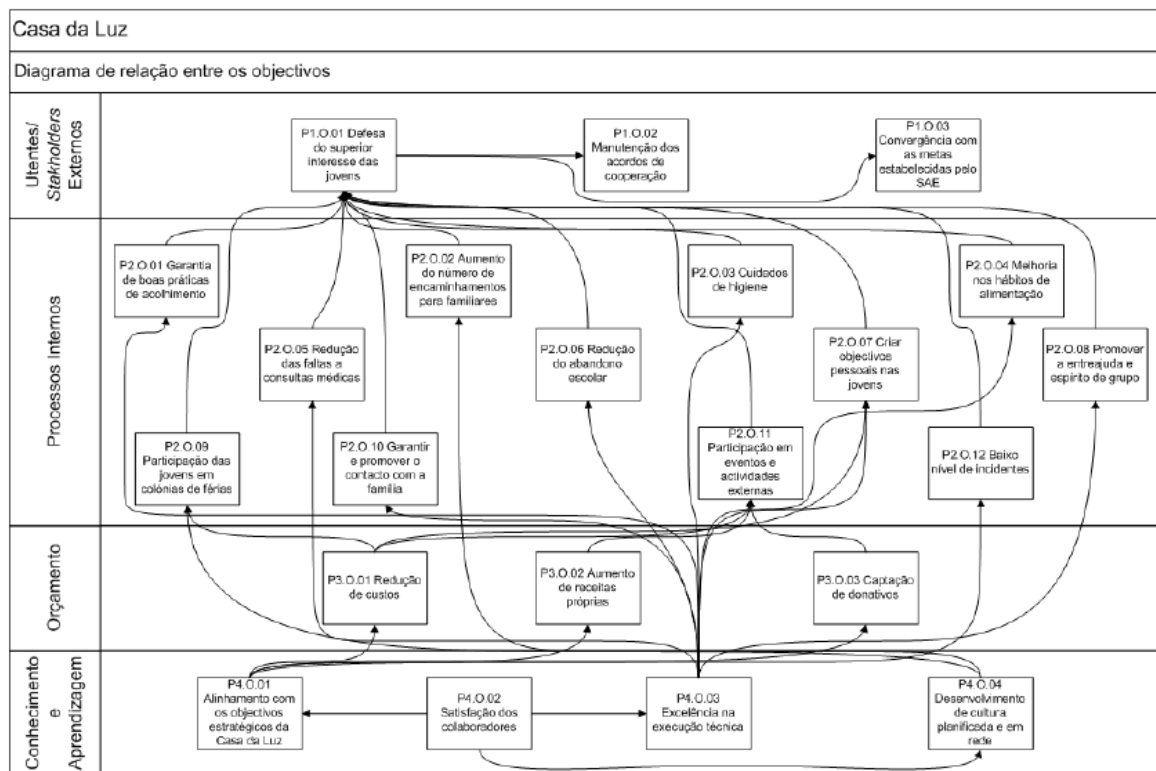 Casa da Luz
Diagrama de relação entre os objectivos
Utentes/
Stakholders
Externos
P1.O.01 Defesa
do superior
interesse das
jovens
P1.O.02
Manutenção dos
acordos de
cooperação
P1.O.03
Convergência com
as metas
estabelecidas pelo
SAE
Processos Internos
P2.O.01 Garantia
de boas práticas
de acolhimento
P2.O.02 Aumento
do número de
encaminhamentos
para familiares
P2.O.03 Cuidados
de higiene
P2.O.04 Melhoria
nos hábitos de
alimentação
P2.O.05 Redução
das faltas a
consultas médicas
P2.O.06 Redução
do abandono
escolar
P2.O.07 Criar
objectivos
pessoais nas
jovens
P2.O.08 Promover
a entreajuda e
espírito de grupo
P2.O.09
Participação das
jovens em
colónias de férias
P2.O.10 Garantir
e promover o
contacto com a
família
P2.O.11
Participação em
eventos e
actividades
externas
P2.O.12 Baixo
nível de incidentes
Orçamento
P3.O.01 Redução
de custos
P3.O.02 Aumento
de receitas
próprias
P3.O.03 Captação
de donativos
Conhecimento
e
Aprendizagem
P4.O.01
Alinhamento com
os objectivos
estratégicos da
Casa da Luz
P4.O.02
Satisfação dos
colaboradores
P4.O.03
Excelência na
execução técnica
P4.O.04
Desenvolvimento
de cultura
planificada e em
rede